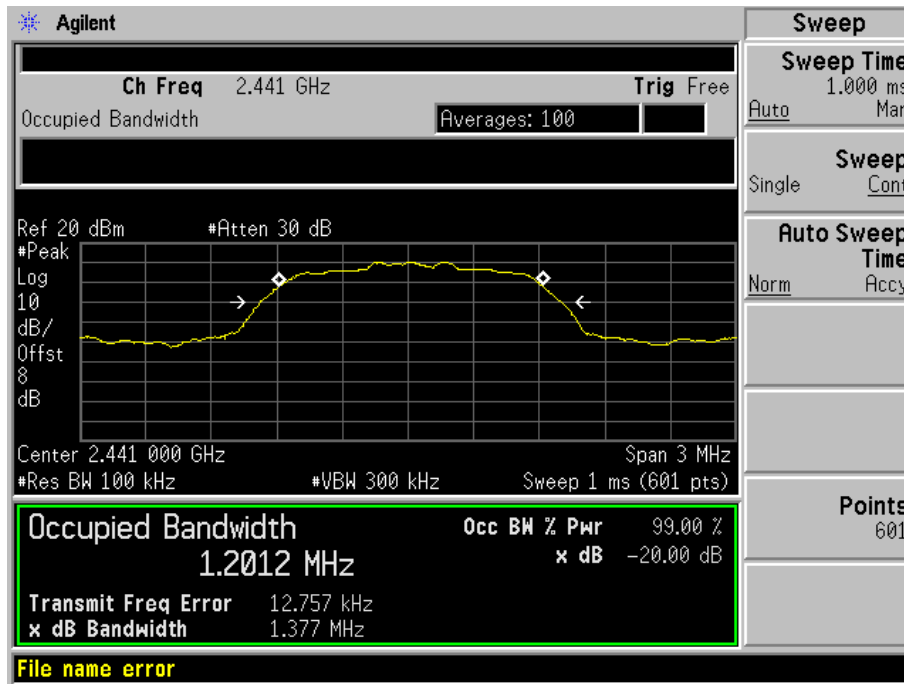 Agilent
Ch Freq 2.441 GHz Trig Free
Occupied Bandwidth Averages: 100
Ref 20 dBm #Atten 30 dB
#Peak
Log
10
dB/
Offst
8
dB
Center 2.441 000 GHz Span 3 MHz
#Res BW 100 kHz #VBW 300 kHz Sweep 1 ms (601 pts)
Occupied Bandwidth Occ BW % Pwr 99.00 %
1.2012 MHz x dB -20.00 dB
Transmit Freq Error 12.757 kHz
x dB Bandwidth 1.377 MHz
File name error
Sweep
Sweep Time
1.000 ms
Auto Man
Sweep
Single Cont
Auto Sweep
Time
Norm Accy
Points
601